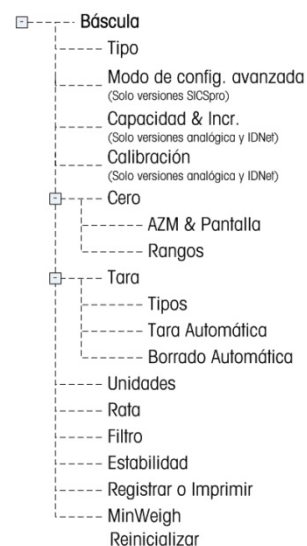 Báscula
Tipo
Modo de config. avanzada
(Solo versiones SICSpro)
Capacidad & Incr.
(Solo versiones analógica y IDNet)
Calibración
(Solo versiones analógica y IDNet)
Cero
AZM & Pantalla
Rangos
Tara
Tipos
Tara Automática
Borrado Automática
Unidades
Rata
Filtro
Estabilidad
Registrar o Imprimir
MinWeigh
Reinicializar